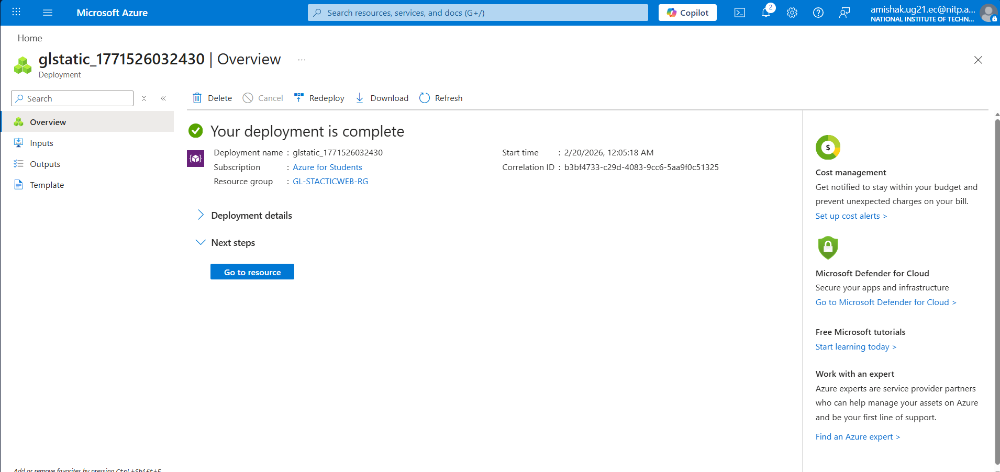 Microsoft Azure
Search resources, services, and docs (G+/)
Copilot
2
amishak.ug21.ec@nitp.a...
NATIONAL INSTITUTE OF TECHN...
Home
glstatic_1771526032430 | Overview ...
Deployment
Search
Delete Cancel Redeploy Download Refresh
Overview
Inputs
Outputs
Template
Your deployment is complete
Deployment name : glstatic_1771526032430
Subscription : Azure for Students
Resource group : GL-STACTICWEB-RG
Start time : 2/20/2026, 12:05:18 AM
Correlation ID : b3bf4733-c29d-4083-9cc6-5aa9f0c51325
Deployment details
Next steps
Go to resource
$
Cost management
Get notified to stay within your budget and
prevent unexpected charges on your bill.
Set up cost alerts >
Microsoft Defender for Cloud
Secure your apps and infrastructure
Go to Microsoft Defender for Cloud >
Free Microsoft tutorials
Start learning today >
Work with an expert
Azure experts are service provider partners
who can help manage your assets on Azure
and be your first line of support.
Find an Azure expert >
Add or remove favorites by pressing Ctrl+Shift+F